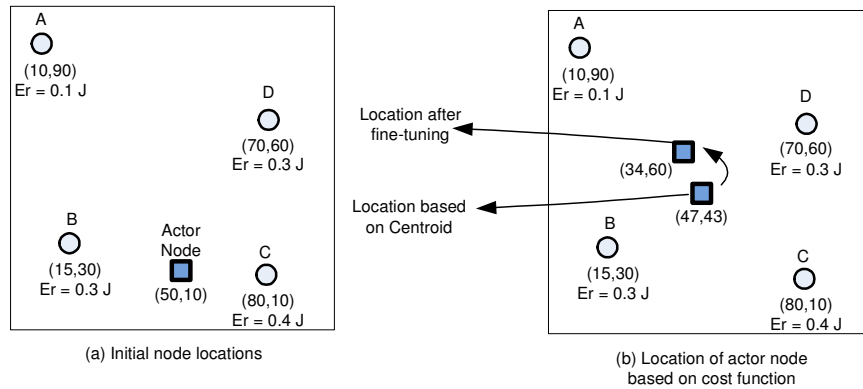 A
(10,90)
Er = 0.1 J
D
(70,60)
Er = 0.3 J
B
(15,30)
Er = 0.3 J
Actor
Node
(50,10)
C
(80,10)
Er = 0.4 J
(a) Initial node locations
A
(10,90)
Er = 0.1 J
Location after
fine-tuning
D
(70,60)
Er = 0.3 J
(34,60)
Location based
on Centroid
(47,43)
B
(15,30)
Er = 0.3 J
C
(80,10)
Er = 0.4 J
(b) Location of actor node
based on cost function